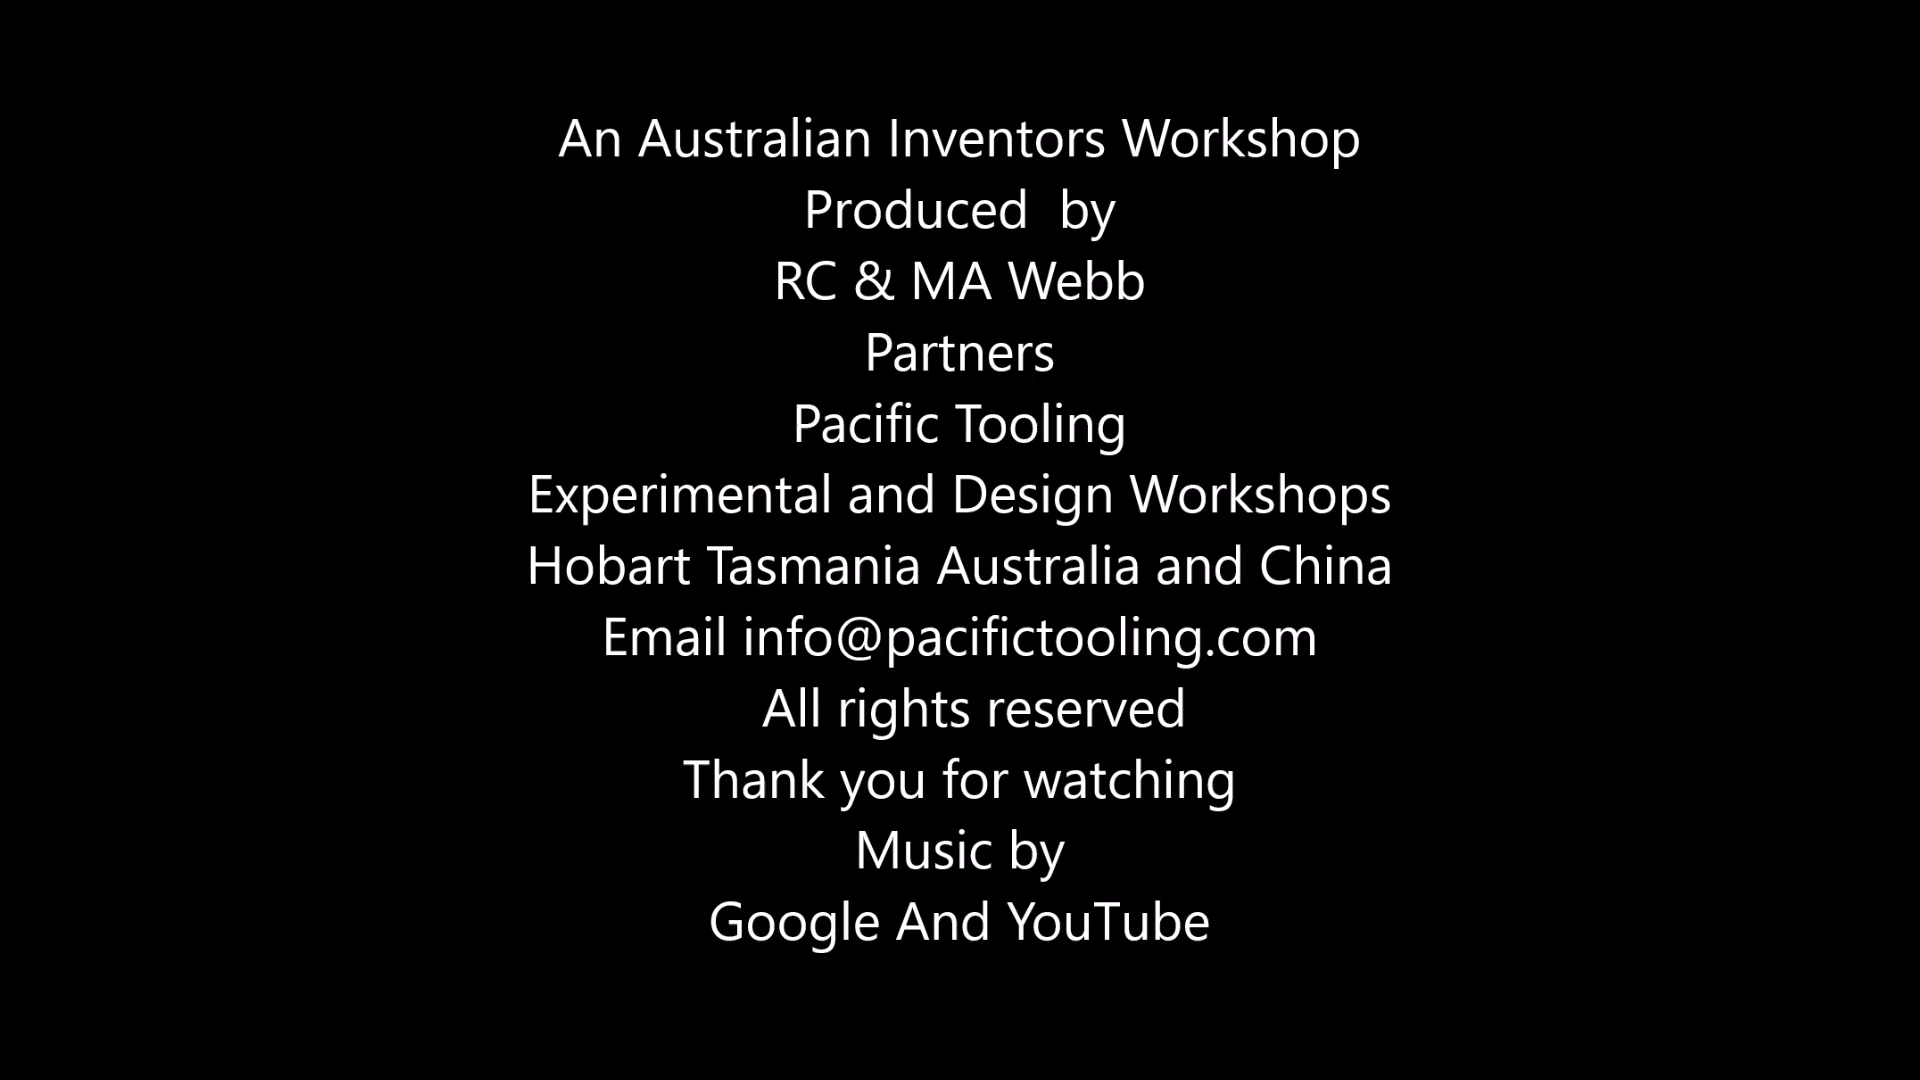 An Australian Inventors Workshop
Produced  by
RC & MA Webb
Partners
Pacific Tooling
Experimental and Design Workshops
Hobart Tasmania Australia and China
Email info@pacifictooling.com
All rights reserved
Thank you for watching
Music by
Google And YouTube